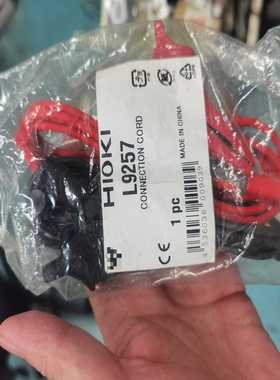 HIOKI
L9257
CONNECTION CORD
1 pc
MADE IN CHINA
CE